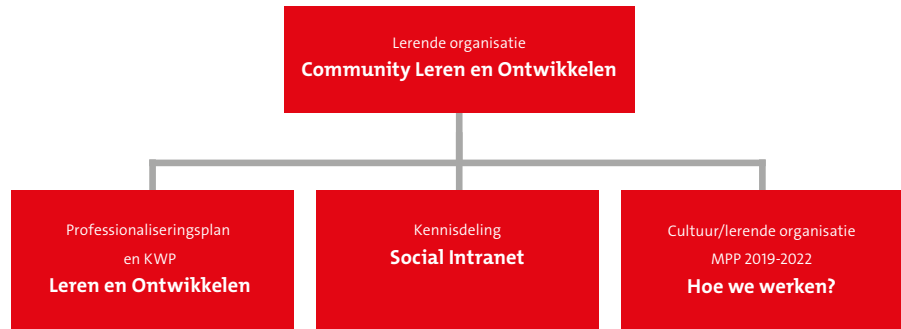 Lerende organisatie
Community Leren en Ontwikkelen
Professionaliseringsplan
en KWP
Leren en Ontwikkelen
Kennisdeling
Social Intranet
Cultuur/lerende organisatie
MPP 2019-2022
Hoe we werken?